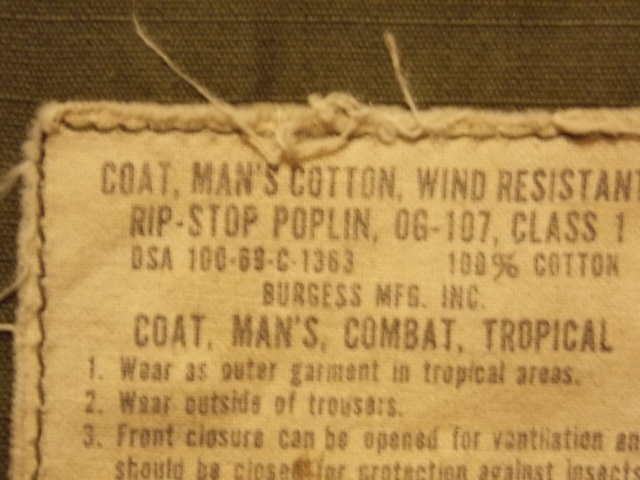 COAT, MAN'S COTTON, WIND RESISTANT
RIP-STOP POPLIN, OG-107, CLASS 1
DSA 100-69-C-1363 100% COTTON
BURGESS MFG. INC.
COAT, MAN'S, COMBAT, TROPICAL
1. Wear as outer garment in tropical areas.
2. Wear outside of trousers.
3. Front closure can be opened for ventilation an
should be closed for protection against insects